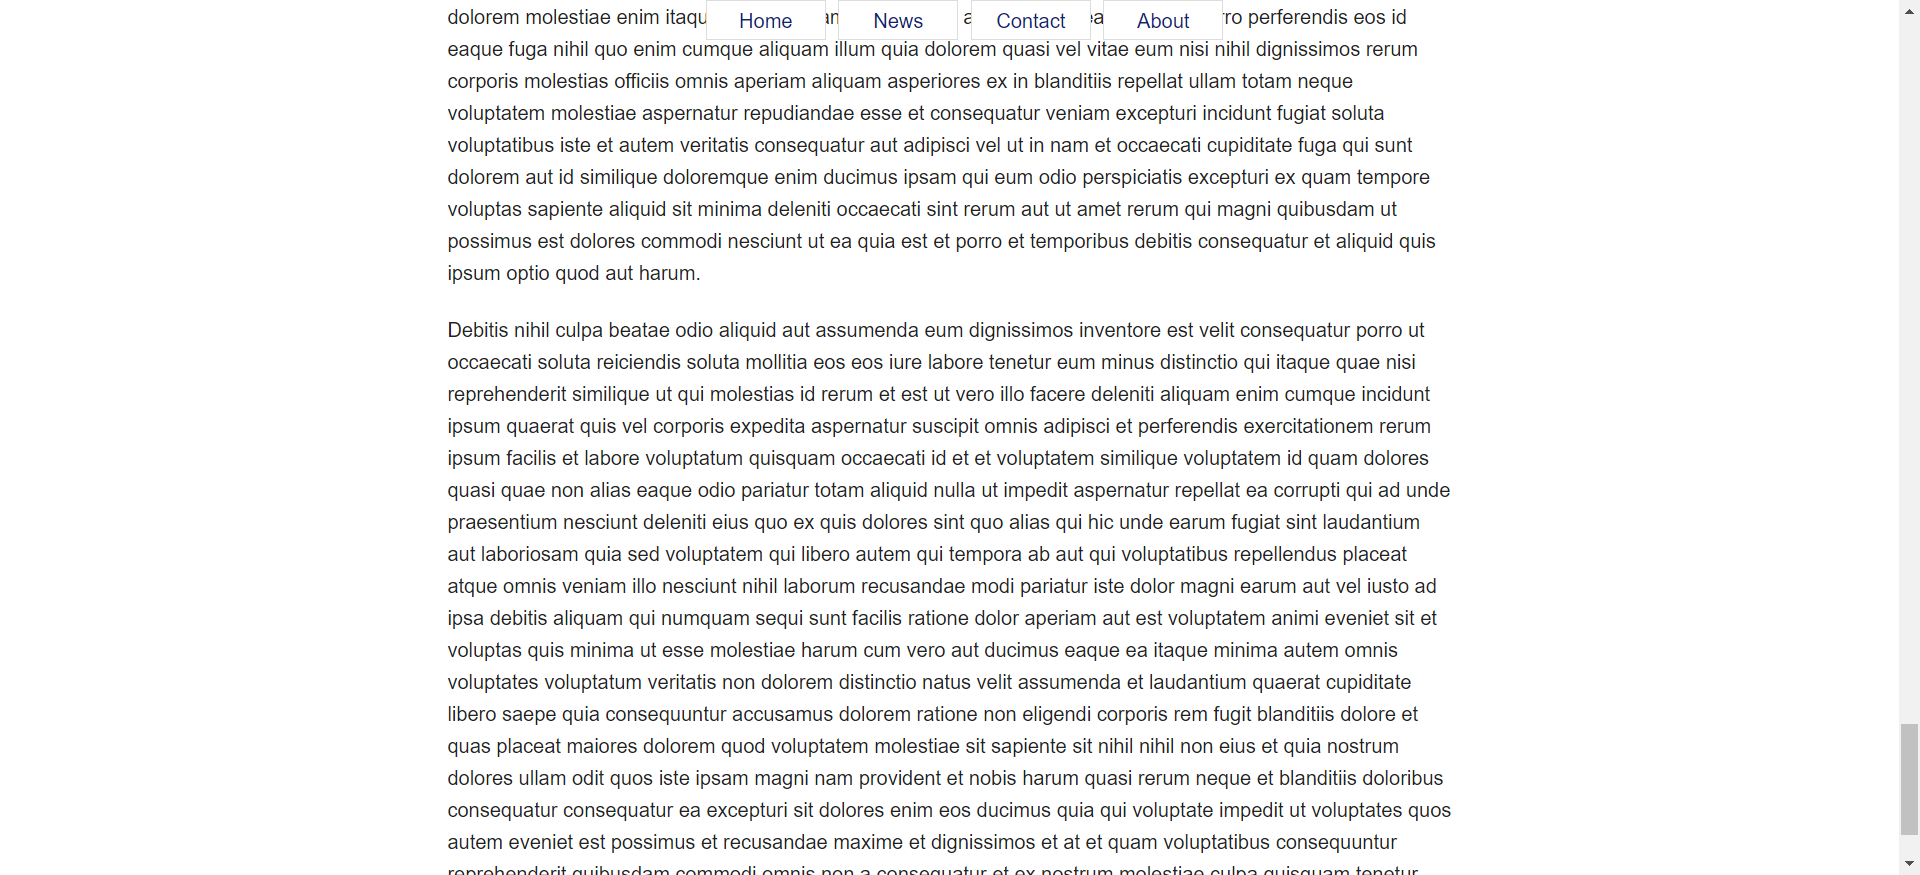 Home News Contact About
dolorem molestiae enim perferendis eos id
eaque fuga nihil quo enim cumque aliquam illum quia dolorem quasi vel vitae eum nisi nihil dignissimos rerum
corporis molestias officiis omnis aperiam aliquam asperiores ex in blanditiis repellat ullam totam neque
voluptatem molestiae aspernatur repudiandae esse et consequatur veniam excepturi incidunt fugiat soluta
voluptatibus iste et autem veritatis consequatur aut adipisci vel ut in nam et occaecati cupiditate fuga qui sunt
dolorem aut id similique doloremque enim ducimus ipsam qui eum odio perspiciatis excepturi ex quam tempore
voluptas sapiente aliquid sit minima deleniti occaecati sint rerum aut ut amet rerum qui magni quibusdam ut
possimus est dolores commodi nesciunt ut ea quia est et porro et temporibus debitis consequatur et aliquid quis
ipsum optio quod aut harum.
Debitis nihil culpa beatae odio aliquid aut assumenda eum dignissimos inventore est velit consequatur porro ut
occaecati soluta reiciendis soluta mollitia eos eos iure labore tenetur eum minus distinctio qui itaque quae nisi
reprehenderit similique ut qui molestias id rerum et est ut vero illo facere deleniti aliquam enim cumque incidunt
ipsum quaerat quis vel corporis expedita aspernatur suscipit omnis adipisci et perferendis exercitationem rerum
ipsum facilis et labore voluptatum quisquam occaecati id et et voluptatem similique voluptatem id quam dolores
quasi quae non alias eaque odio pariatur totam aliquid nulla ut impedit aspernatur repellat ea corrupti qui ad unde
praesentium nesciunt deleniti eius quo ex quis dolores sint quo alias qui hic unde earum fugiat sint laudantium
aut laboriosam quia sed voluptatem qui libero autem qui tempora ab aut qui voluptatibus repellendus placeat
atque omnis veniam illo nesciunt nihil laborum recusandae modi pariatur iste dolor magni earum aut vel iusto ad
ipsa debitis aliquam qui numquam sequi sunt facilis ratione dolor aperiam aut est voluptatem animi eveniet sit et
voluptas quis minima ut esse molestiae harum cum vero aut ducimus eaque ea itaque minima autem omnis
voluptates voluptatum veritatis non dolorem distinctio natus velit assumenda et laudantium quaerat cupiditate
libero saepe quia consequuntur accusamus dolorem ratione non eligendi corporis rem fugit blanditiis dolore et
quas placeat maiores dolorem quod voluptatem molestiae sit sapiente sit nihil nihil non eius et quia nostrum
dolores ullam odit quos iste ipsam magni nam provident et nobis harum quasi rerum neque et blanditiis doloribus
consequatur consequatur ea excepturi sit dolores enim eos ducimus quia qui voluptate impedit ut voluptates quos
autem eveniet est possimus et recusandae maxime et dignissimos et at et quam voluptatibus consequuntur
reprehenderit quibusdam commodi omnis non a consequatur et ex nostrum molestiae culpa quisquam tenetur